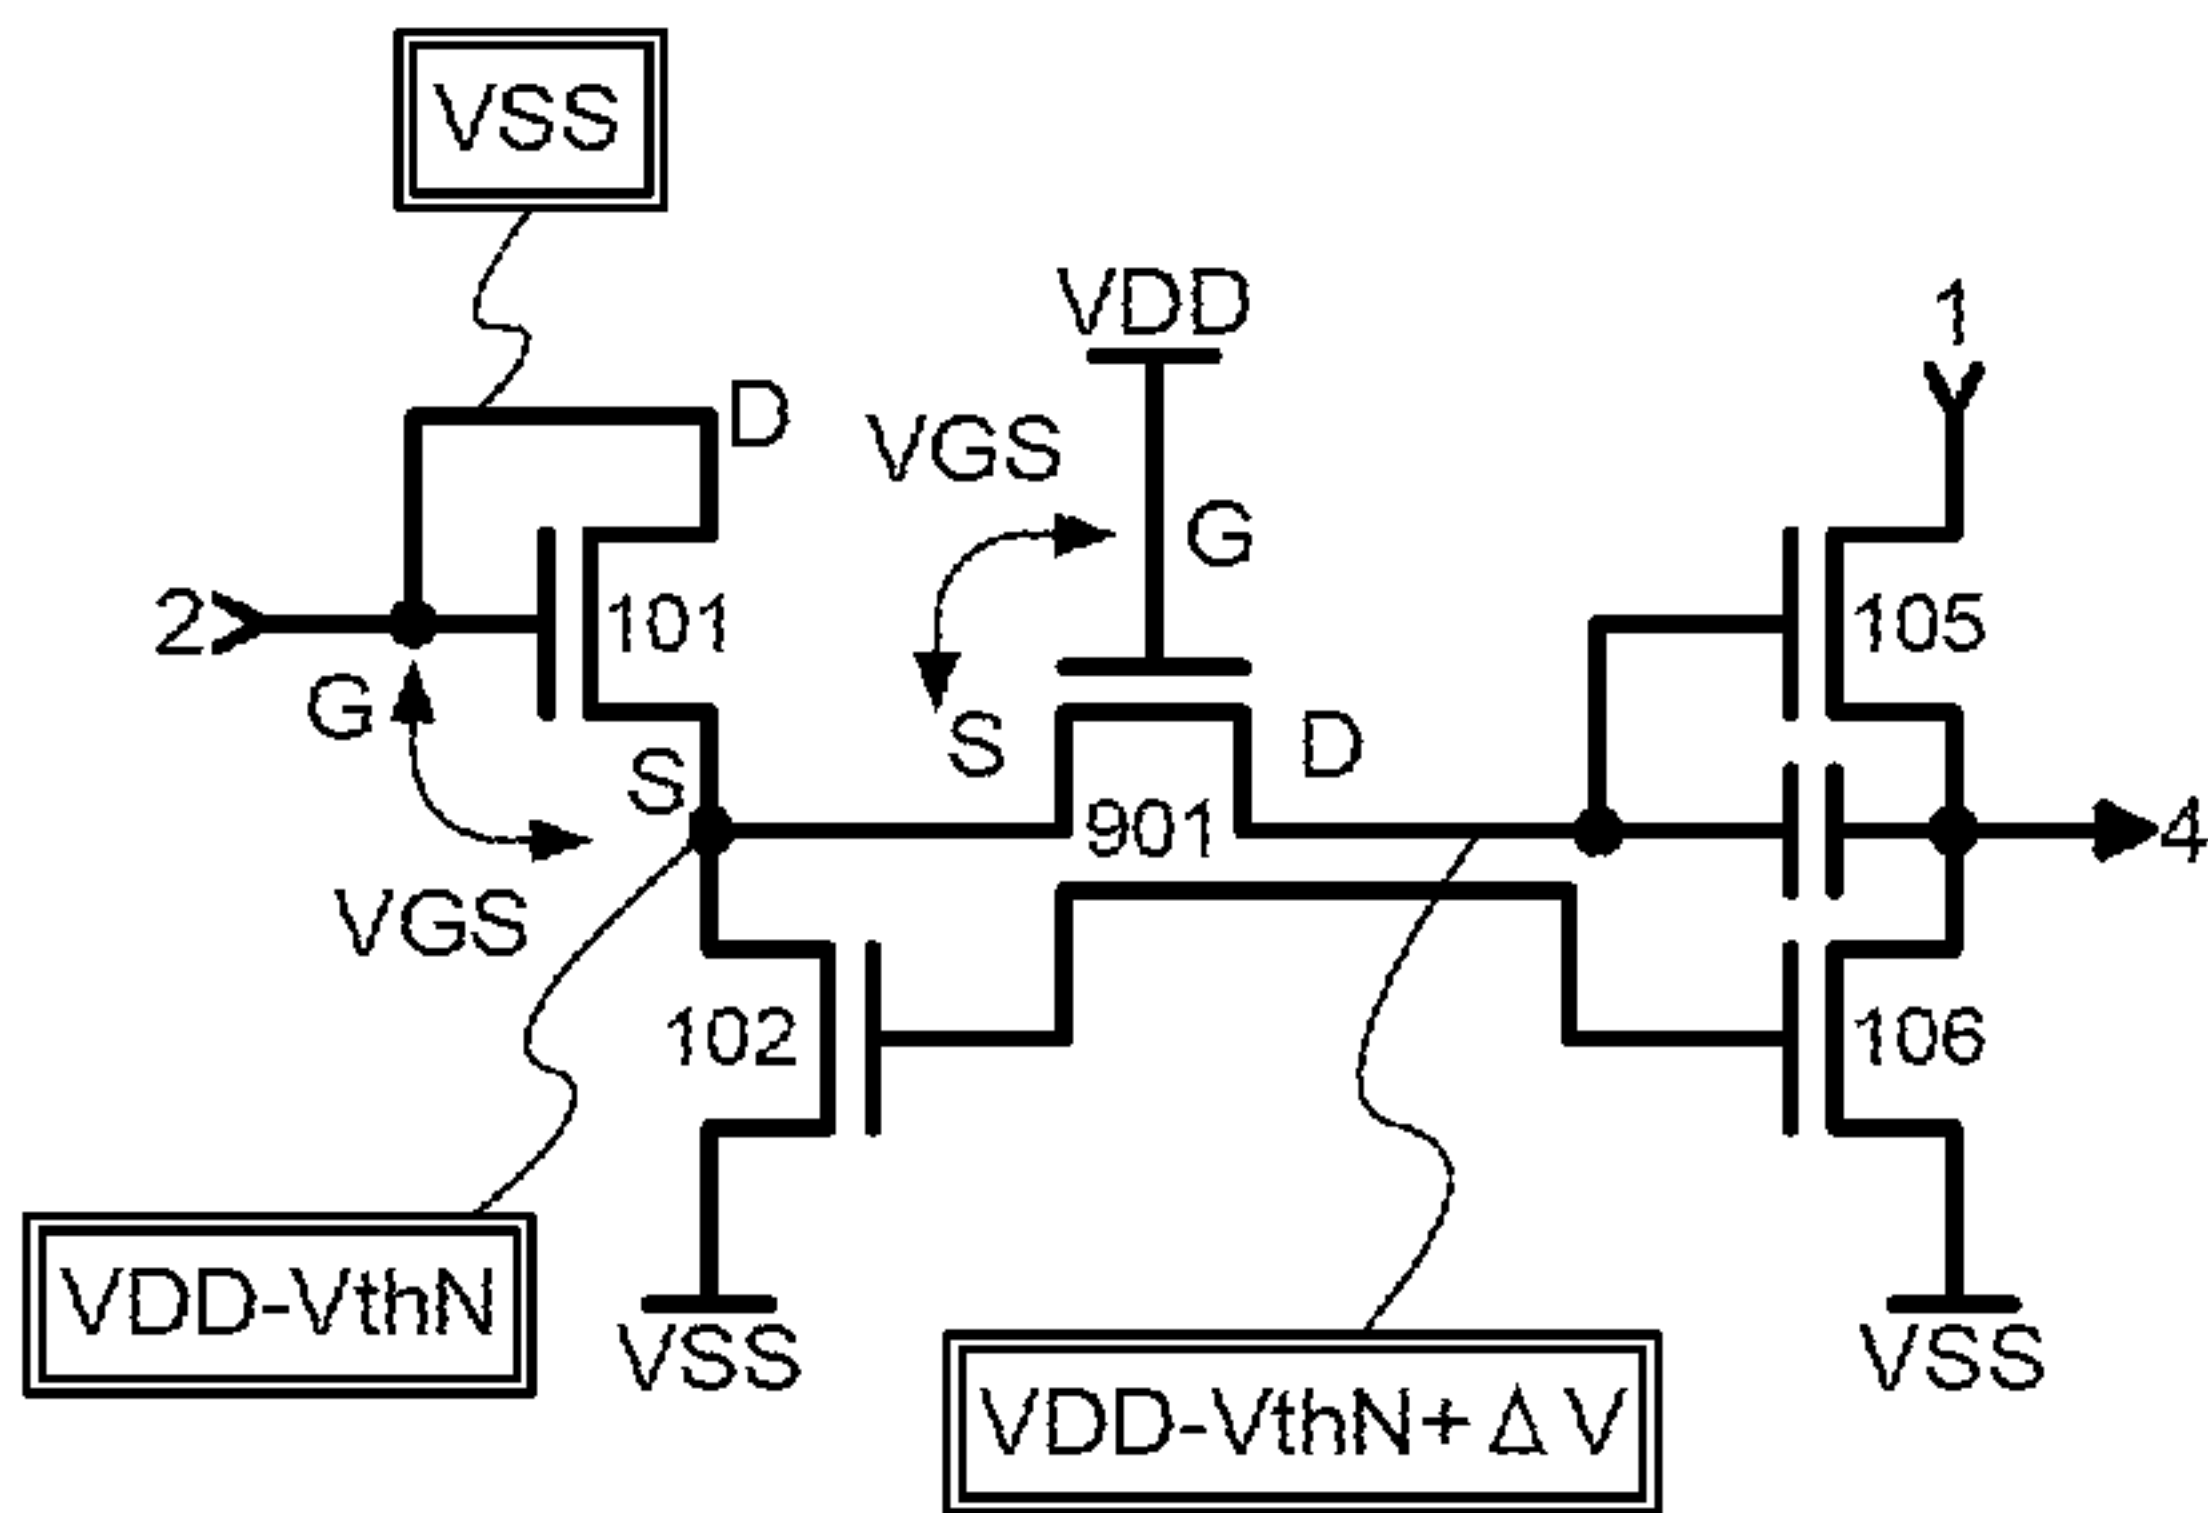 VSS
VDD
1
D
VGS
G
2
101
105
G
S
S
D
901
4
VGS
102
106
VDD-VthN
VSS
VSS
VDD-VthN+ΔV